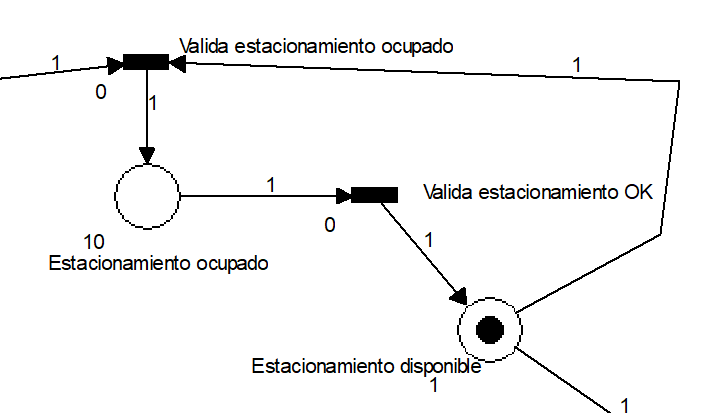 Valida estacionamiento ocupado
1
1
0
1
1
Valida estacionamiento OK
0
10
1
Estacionamiento ocupado
Estacionamiento disponible
1
1